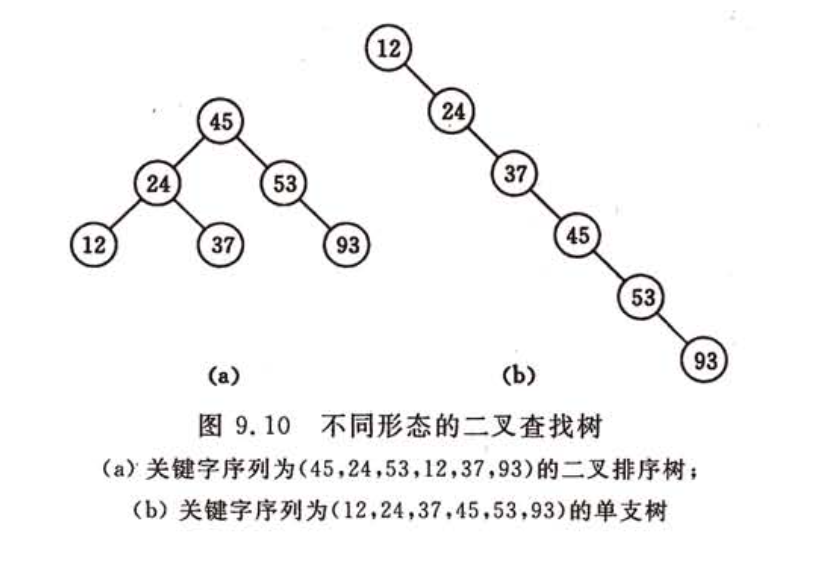 12
24
45
37
24
53
45
12
37
93
53
93
(a)
(b)
图 9.10 不同形态的二叉查找树
(a) 关键字序列为(45,24,53,12,37,93)的二叉排序树;
(b) 关键字序列为(12,24,37,45,53,93)的单支树